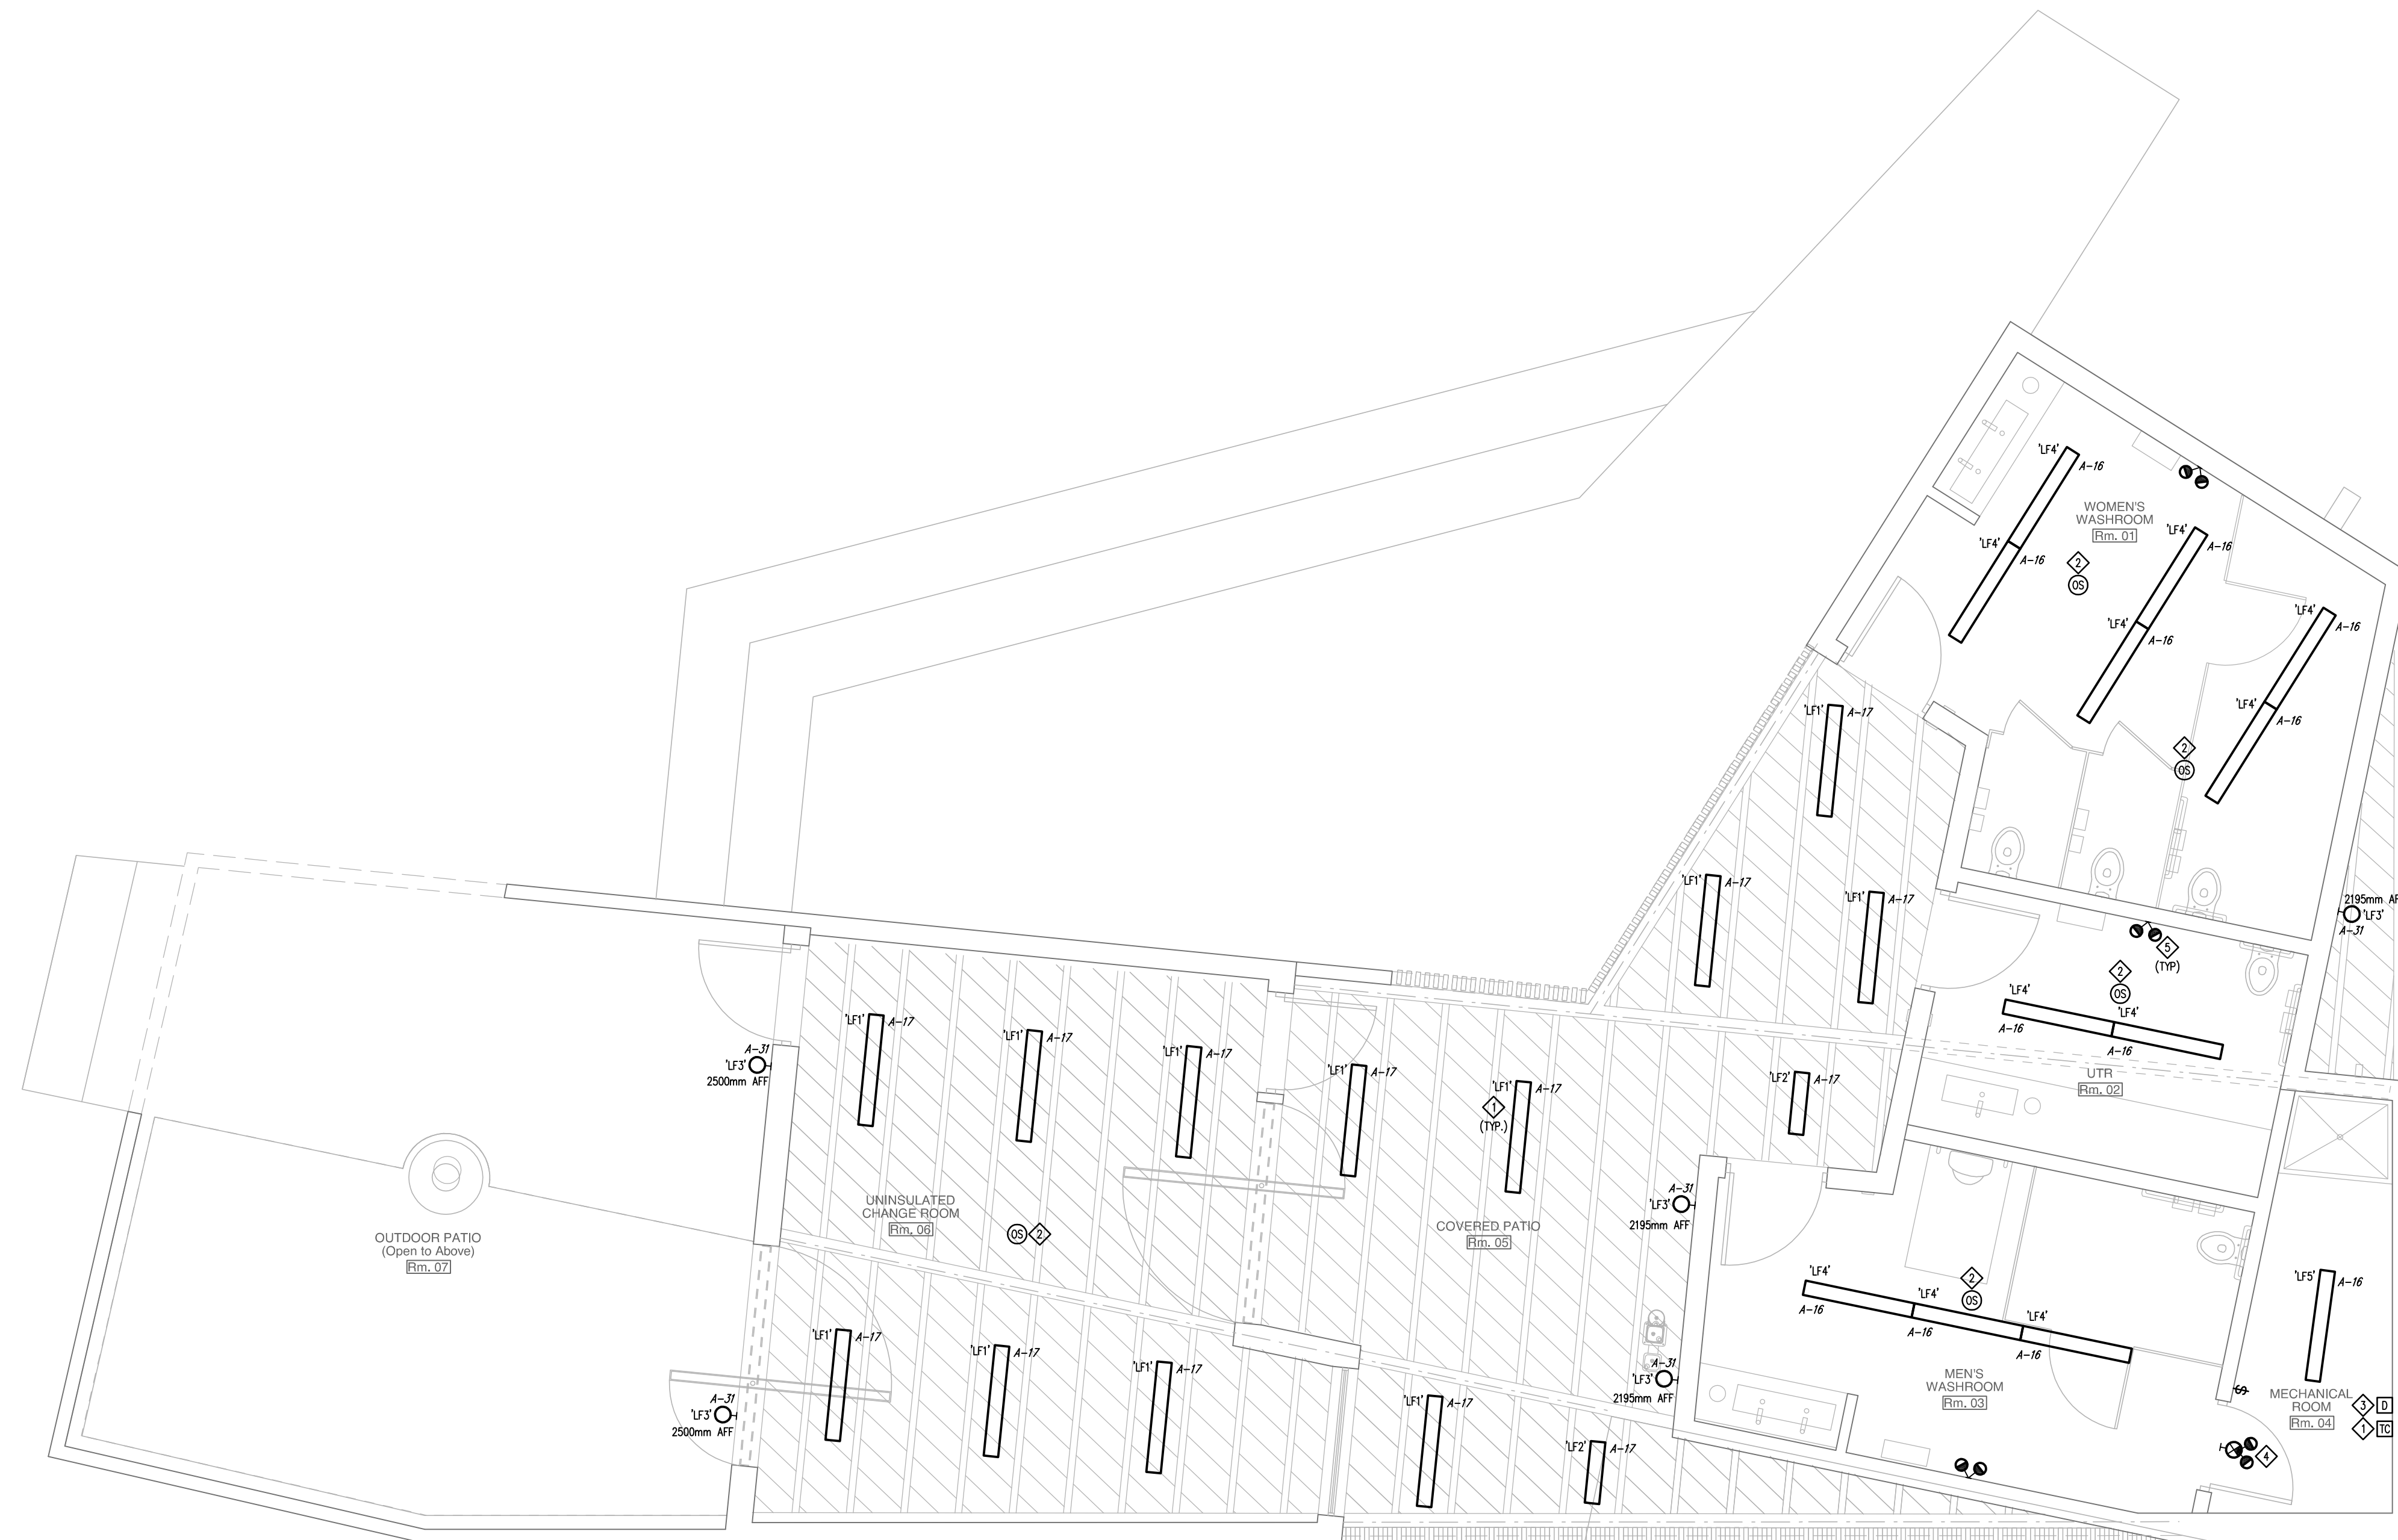 'LF4'
A-16
WOMEN'S
WASHROOM
Rm. 01
'LF4'
A-16
'LF4'
A-16
2
OS
'LF4'
A-16
'LF4'
A-16
'LF4'
A-16
2
OS
'LF1'
A-17
'LF1'
A-17
'LF1'
A-17
2195mm AF
'LF3'
A-31
5
(TYP)
2
OS
'LF4'
A-16
'LF4'
A-16
UTR
Rm. 02
'LF1'
A-17
'LF1'
A-17
'LF1'
A-17
A-31
'LF3'
2500mm AFF
'LF1'
A-17
'LF1'
A-17
1
(TYP.)
'LF2'
A-17
UNINSULATED
CHANGE ROOM
Rm. 06
OS
2
OUTDOOR PATIO
(Open to Above)
Rm. 07
COVERED PATIO
Rm. 05
A-31
'LF3'
2195mm AFF
'LF4'
A-16
2
OS
'LF4'
A-16
'LF4'
A-16
'LF5'
A-16
'LF1'
A-17
'LF1'
A-17
'LF1'
A-17
A-31
'LF3'
2195mm AFF
MEN'S
WASHROOM
Rm. 03
$
MECHANICAL
ROOM
Rm. 04
3
D
1
TC
A-31
'LF3'
2500mm AFF
'LF1'
A-17
'LF2'
A-17
4